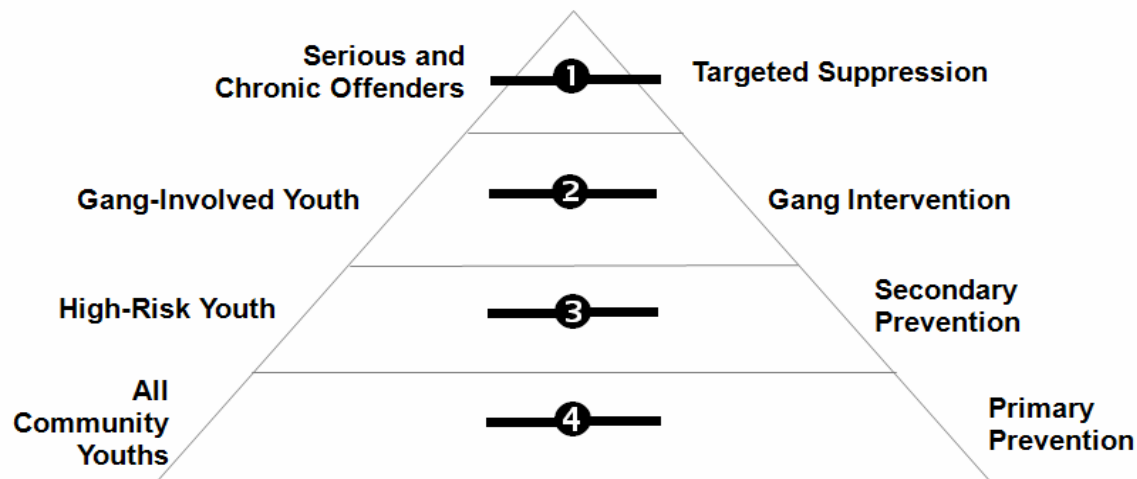 Serious and
Chronic Offenders
1
Targeted Suppression
Gang-Involved Youth
2
Gang Intervention
High-Risk Youth
3
Secondary
Prevention
All
Community
Youths
4
Primary
Prevention